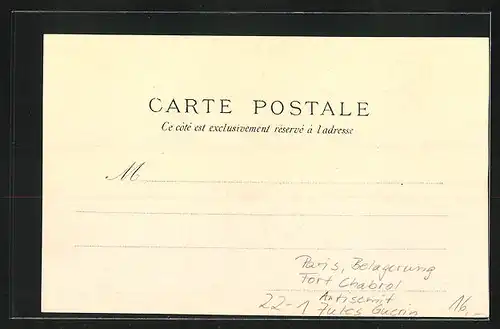 CARTE POSTALE
Ce côté est exclusivement réservé à l'adresse
M
Paris, Belagerung
Fort Chabrol
Antisemit
22-1 Jules Guerin
16,-